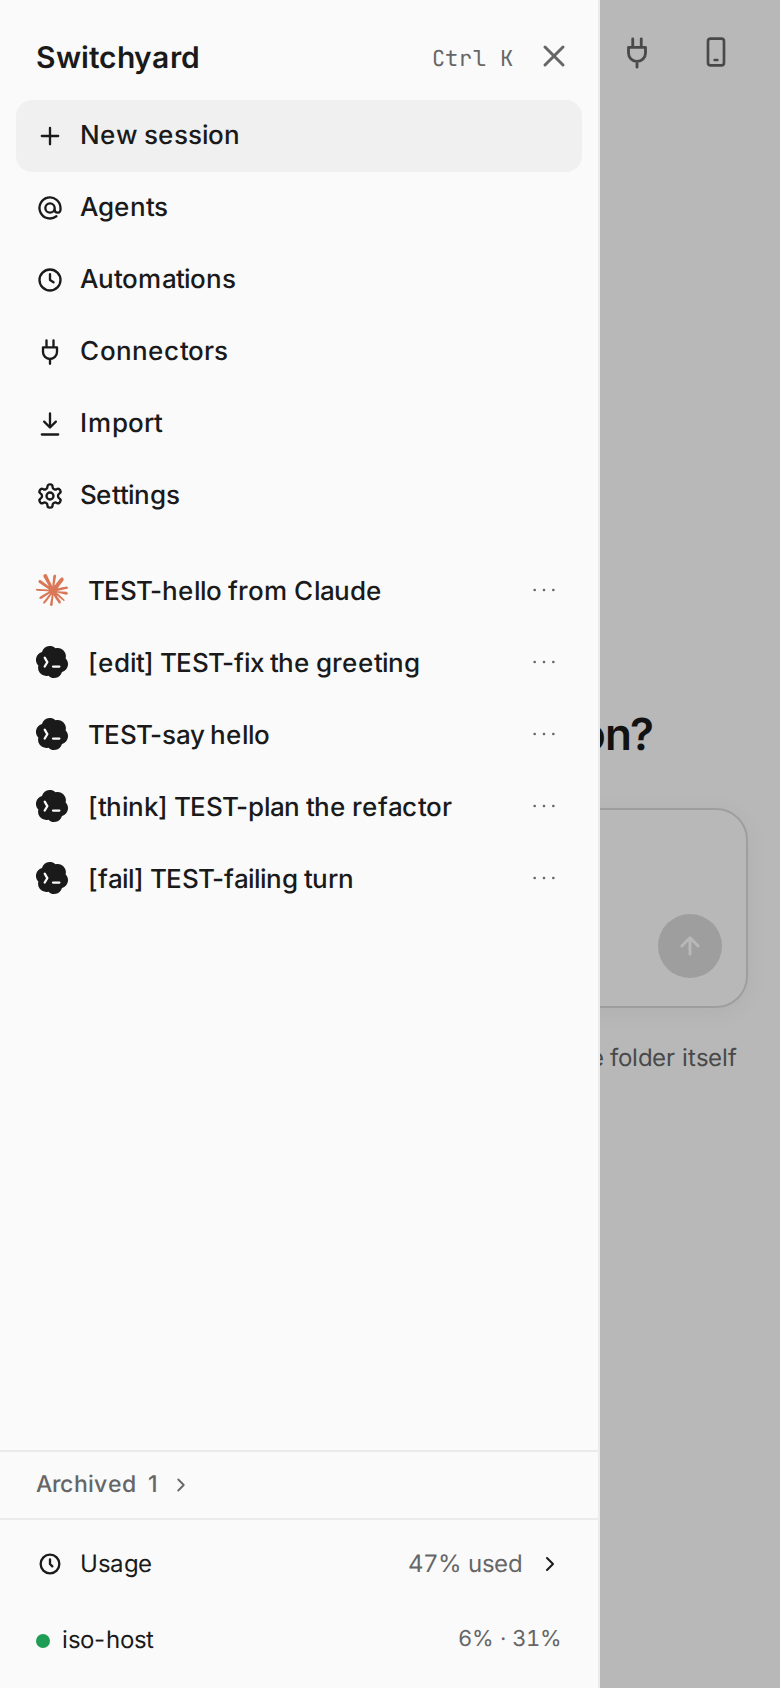 Switchyard
Ctrl K
New session
Agents
Automations
Connectors
Import
Settings
TEST-hello from Claude
[edit] TEST-fix the greeting
TEST-say hello
[think] TEST-plan the refactor
[fail] TEST-failing turn
on?
folder itself
Archived 1
Usage 47% used
iso-host 6% · 31%